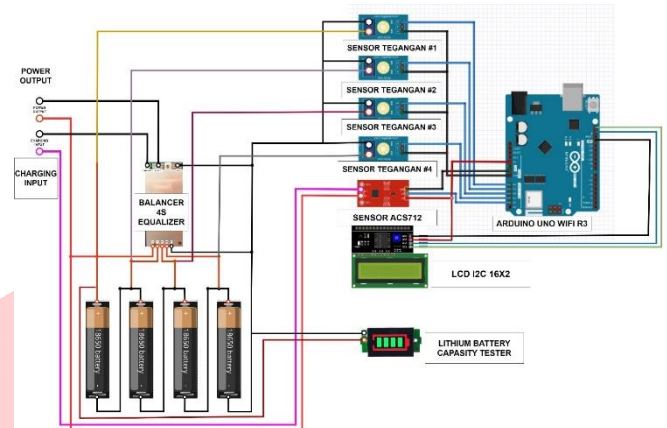 SENSOR TEGANGAN #1
SENSOR TEGANGAN #2
SENSOR TEGANGAN #3
SENSOR TEGANGAN #4
SENSOR ACS712
ARDUINO UNO WIFI R3
LCD I2C 16X2
LITHIUM BATTERY
CAPASITY TESTER
POWER
OUTPUT
CHARGING
INPUT
BALANCER
4S
EQUALIZER
18650 battery
18650 battery
18650 battery
18650 battery